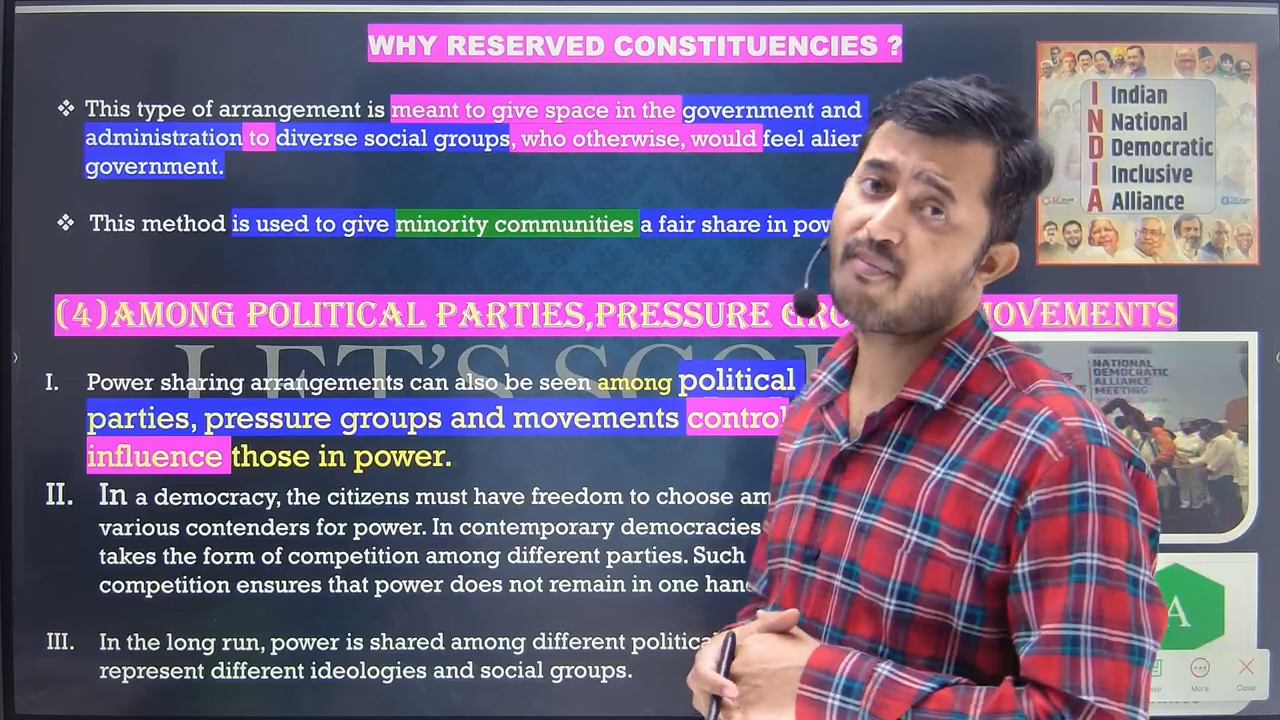 WHY RESERVED CONSTITUENCIES ?
❖ This type of arrangement is meant to give space in the government and
administration to diverse social groups, who otherwise, would feel
government.
❖ This method is used to give minority communities a fair share in
Indian
National
Democratic
Inclusive
Alliance
(4)AMONG POLITICAL PARTIES,PRESSURE MOVEMENTS
LET'S
I. Power sharing arrangements can also be seen among political
parties, pressure groups and movements control
influence those in power.
NATIONAL
DEMOCRATIC
ALLIANCE
MEETING
II. In a democracy, the citizens must have freedom to choose
various contenders for power. In contemporary democracies
takes the form of competition among different parties. Such
competition ensures that power does not remain in one
III. In the long run, power is shared among different
represent different ideologies and social groups.
A
More
Close